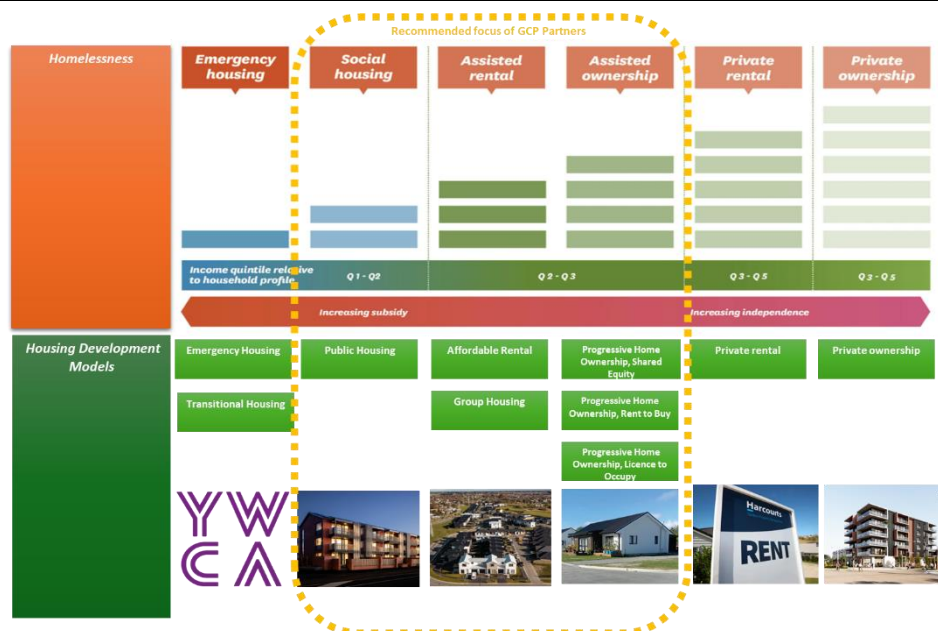 Recommended focus of GCP Partners
Homelessness
Emergency
housing
Social
housing
Assisted
rental
Assisted
ownership
Private
rental
Private
ownership
Income quintile relative
to household profile
Q1 - Q2
Q2 - Q3
Q3 - Q5
Q3 - Q5
Increasing subsidy
Increasing independence
Housing Development
Models
Emergency Housing
Public Housing
Affordable Rental
Progressive Home
Ownership, Shared
Equity
Private rental
Private ownership
Transitional Housing
Group Housing
Progressive Home
Ownership, Rent to Buy
Progressive Home
Ownership, Licence to
Occupy
YW
CA
Harcourts
RENT